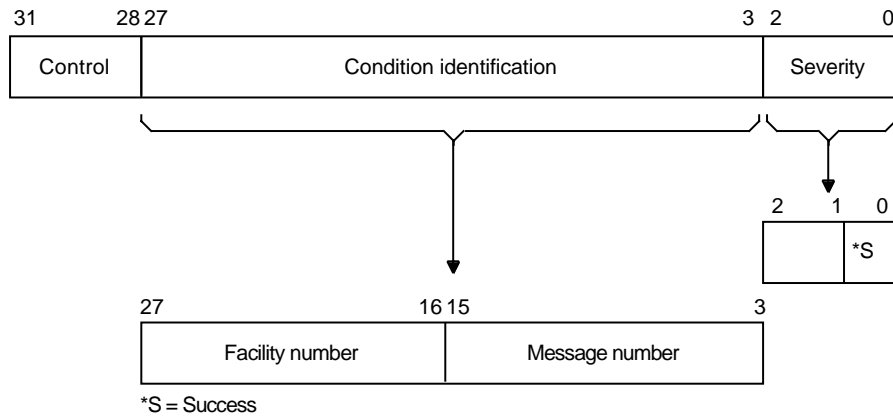 31 28 27 3 2 0
Control Condition identification Severity
2 1 0
*S
27 16 15 3
Facility number Message number
*S = Success